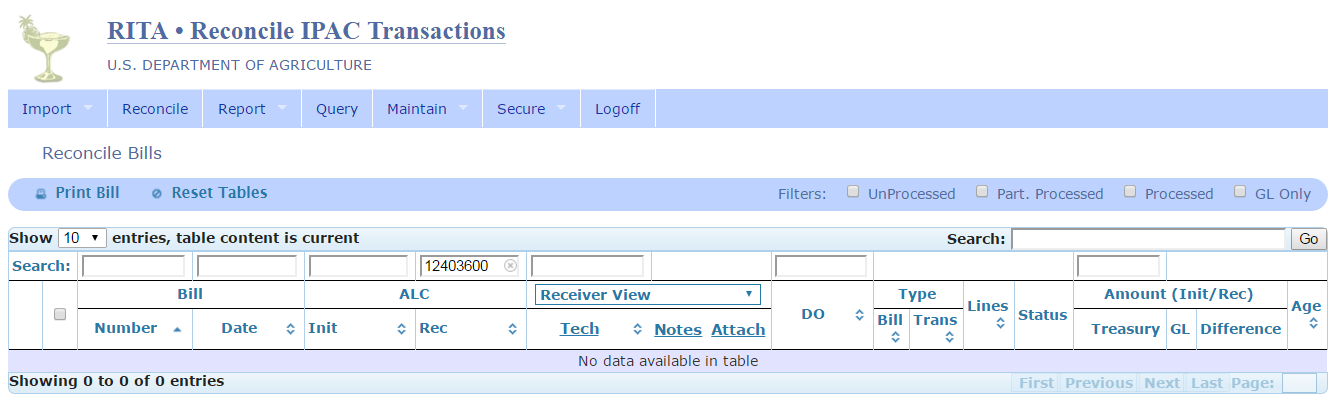 RITA • Reconcile IPAC Transactions
U.S. DEPARTMENT OF AGRICULTURE
Import Reconcile Report Query Maintain Secure Logoff
Reconcile Bills
Print Bill Reset Tables Filters: UnProcessed Part. Processed Processed GL Only
Show 10 entries, table content is current Search: Go
Search: 12403600
Bill ALC Receiver View DO Type Lines Status Amount (Init/Rec) Age
Number Date Init Rec Tech Notes Attach Bill Trans Treasury GL Difference
No data available in table
Showing 0 to 0 of 0 entries First Previous Next Last Page: